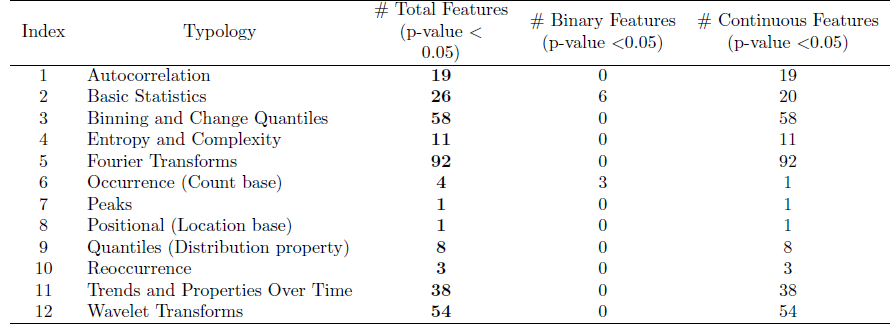 Index Typology # Total Features (p-value < 0.05) # Binary Features (p-value <0.05) # Continuous Features (p-value <0.05)
1 Autocorrelation 19 0 19
2 Basic Statistics 26 6 20
3 Binning and Change Quantiles 58 0 58
4 Entropy and Complexity 11 0 11
5 Fourier Transforms 92 0 92
6 Occurrence (Count base) 4 3 1
7 Peaks 1 0 1
8 Positional (Location base) 1 0 1
9 Quantiles (Distribution property) 8 0 8
10 Reoccurrence 3 0 3
11 Trends and Properties Over Time 38 0 38
12 Wavelet Transforms 54 0 54